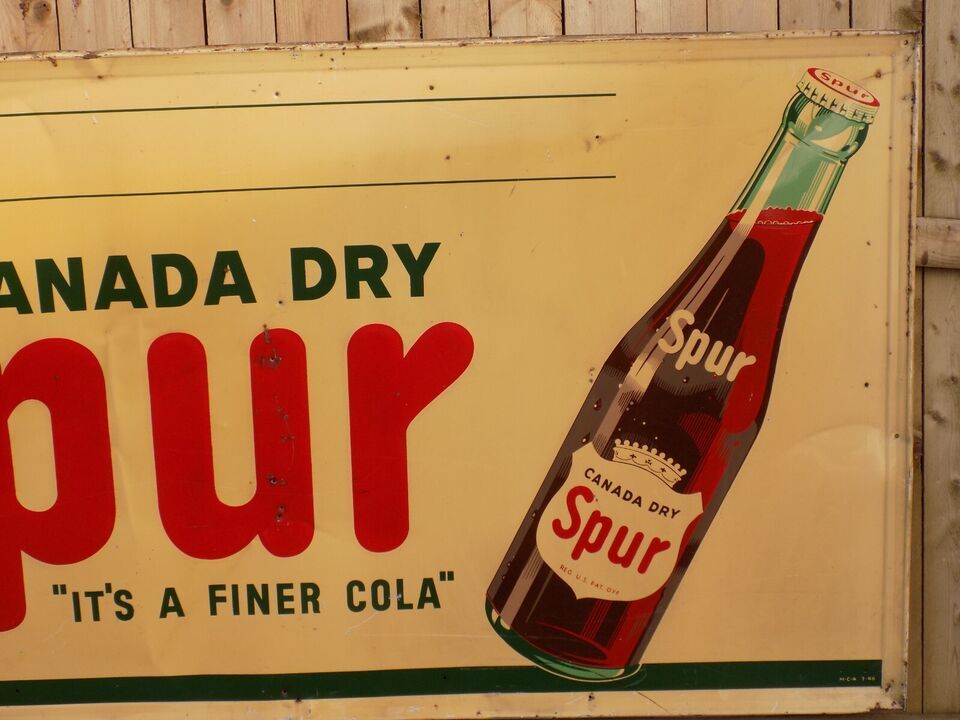 ANADA DRY
pur
"IT'S A FINER COLA"
Spur
Spur
CANADA DRY
Spur
REG. U.S. PAT. OFF.